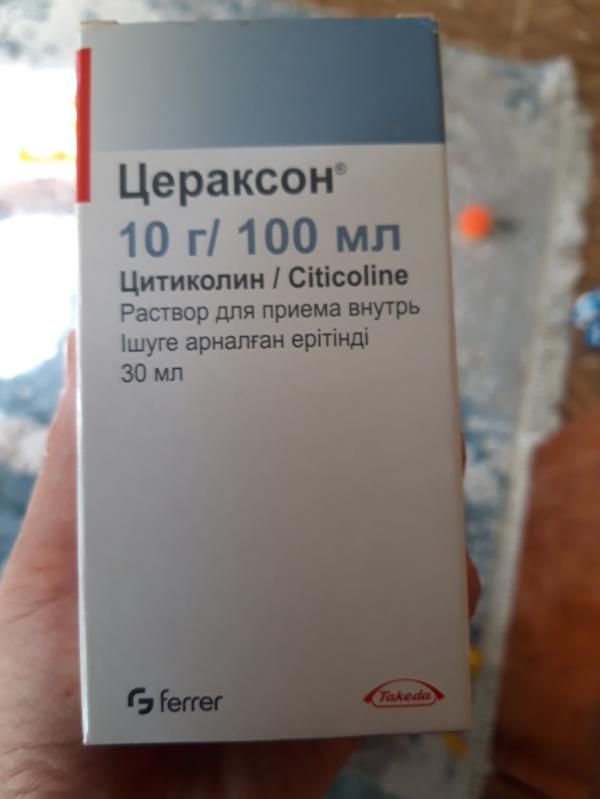 Цераксон®
10 г/ 100 мл
Цитиколин / Citicoline
Раствор для приема внутрь
Ішуге арналған ерітінді
30 мл
ferrer
Takeda